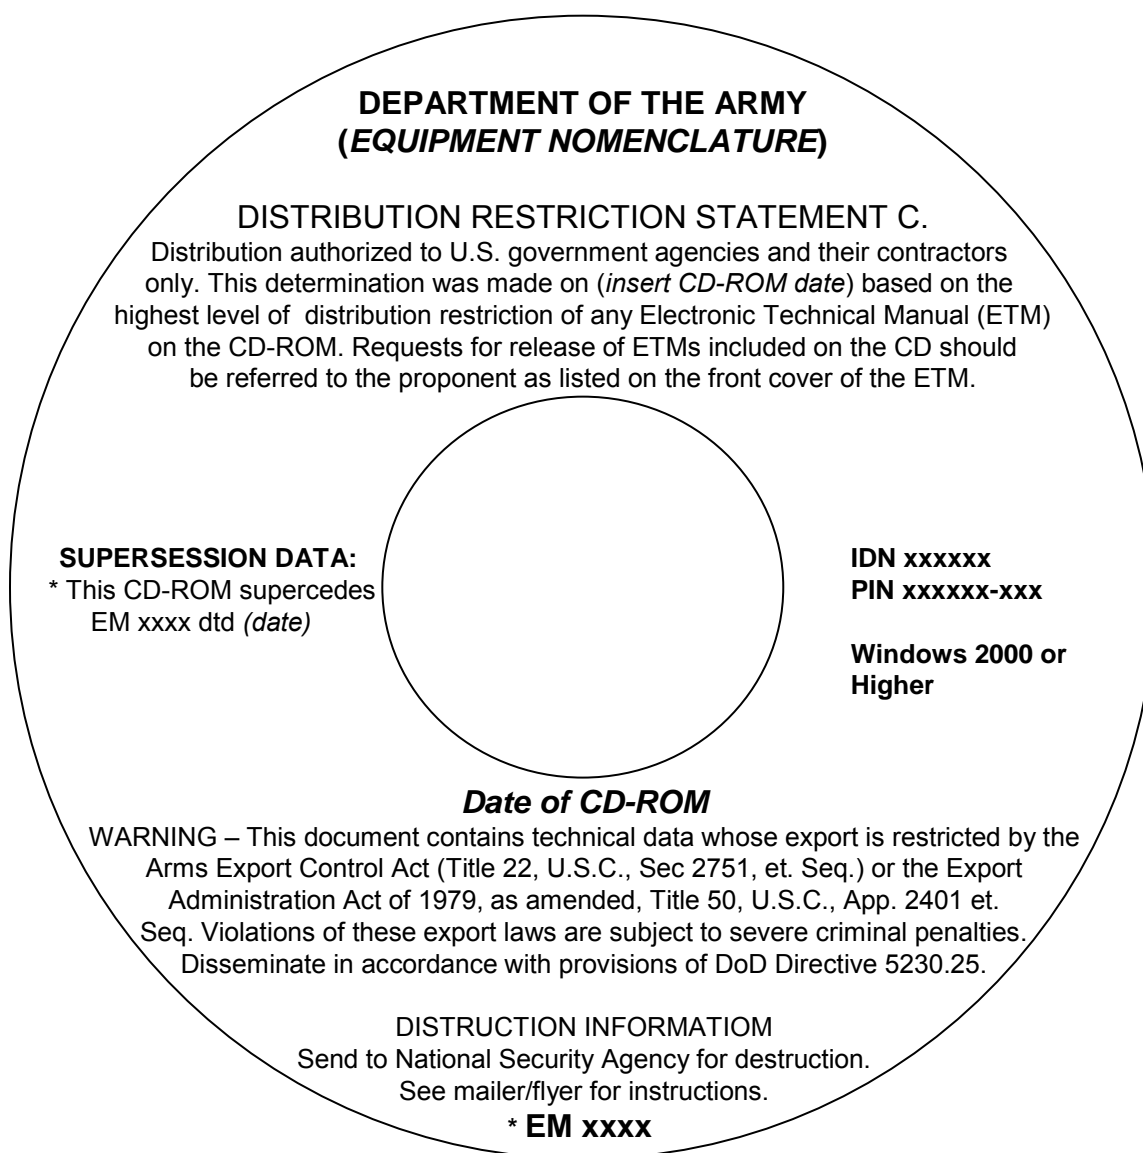 DEPARTMENT OF THE ARMY
(EQUIPMENT NOMENCLATURE)
DISTRIBUTION RESTRICTION STATEMENT C.
Distribution authorized to U.S. government agencies and their contractors
only. This determination was made on (insert CD-ROM date) based on the
highest level of  distribution restriction of any Electronic Technical Manual (ETM)
on the CD-ROM. Requests for release of ETMs included on the CD should
be referred to the proponent as listed on the front cover of the ETM.
SUPERSESSION DATA:
* This CD-ROM supercedes
EM xxxx dtd (date)
IDN xxxxxx
PIN xxxxxx-xxx
Windows 2000 or
Higher
Date of CD-ROM
WARNING – This document contains technical data whose export is restricted by the
Arms Export Control Act (Title 22, U.S.C., Sec 2751, et. Seq.) or the Export
Administration Act of 1979, as amended, Title 50, U.S.C., App. 2401 et.
Seq. Violations of these export laws are subject to severe criminal penalties.
Disseminate in accordance with provisions of DoD Directive 5230.25.
DISTRUCTION INFORMATIOM
Send to National Security Agency for destruction.
See mailer/flyer for instructions.
* EM xxxx